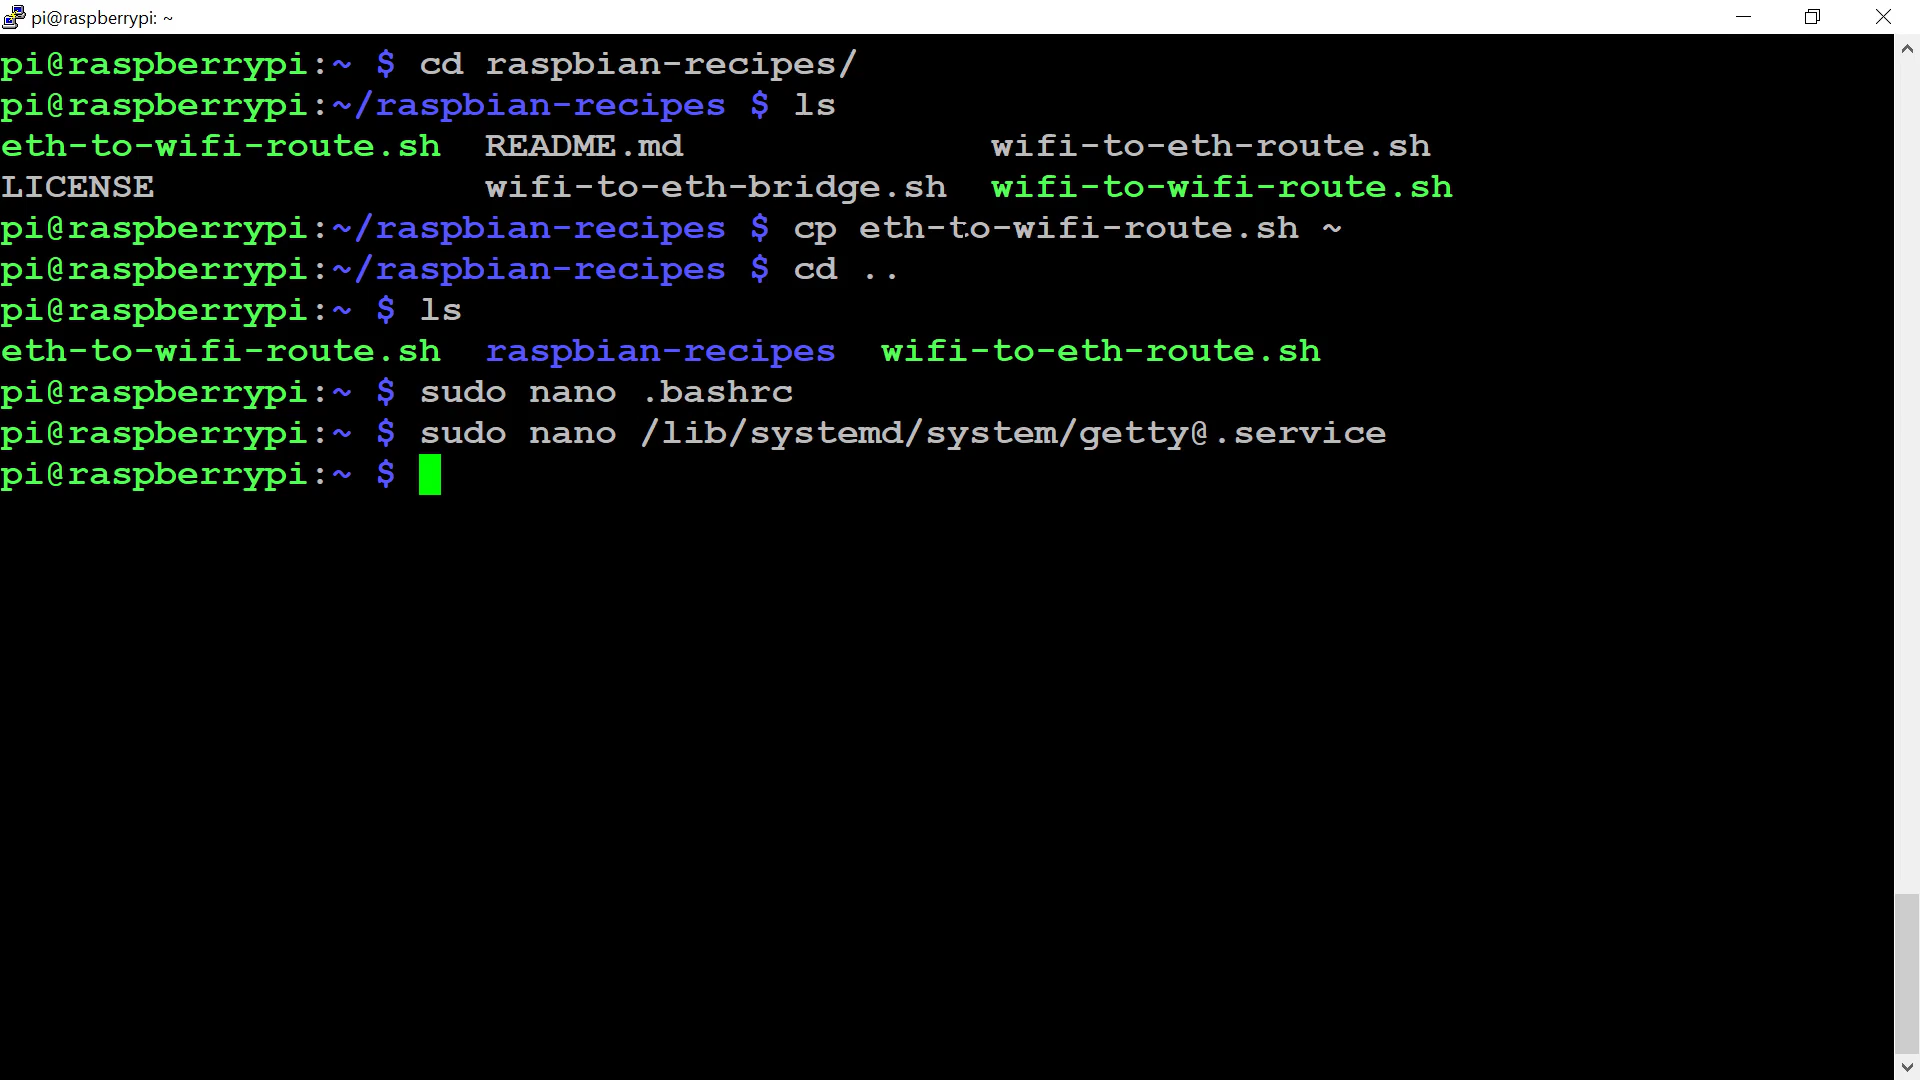 pi@raspberrypi: ~
pi@raspberrypi:~ $ cd raspbian-recipes/
pi@raspberrypi:~/raspbian-recipes $ ls
eth-to-wifi-route.sh  README.md              wifi-to-eth-route.sh
LICENSE               wifi-to-eth-bridge.sh  wifi-to-wifi-route.sh
pi@raspberrypi:~/raspbian-recipes $ cp eth-to-wifi-route.sh ~
pi@raspberrypi:~/raspbian-recipes $ cd ..
pi@raspberrypi:~ $ ls
eth-to-wifi-route.sh  raspbian-recipes  wifi-to-eth-route.sh
pi@raspberrypi:~ $ sudo nano .bashrc
pi@raspberrypi:~ $ sudo nano /lib/systemd/system/getty@.service
pi@raspberrypi:~ $